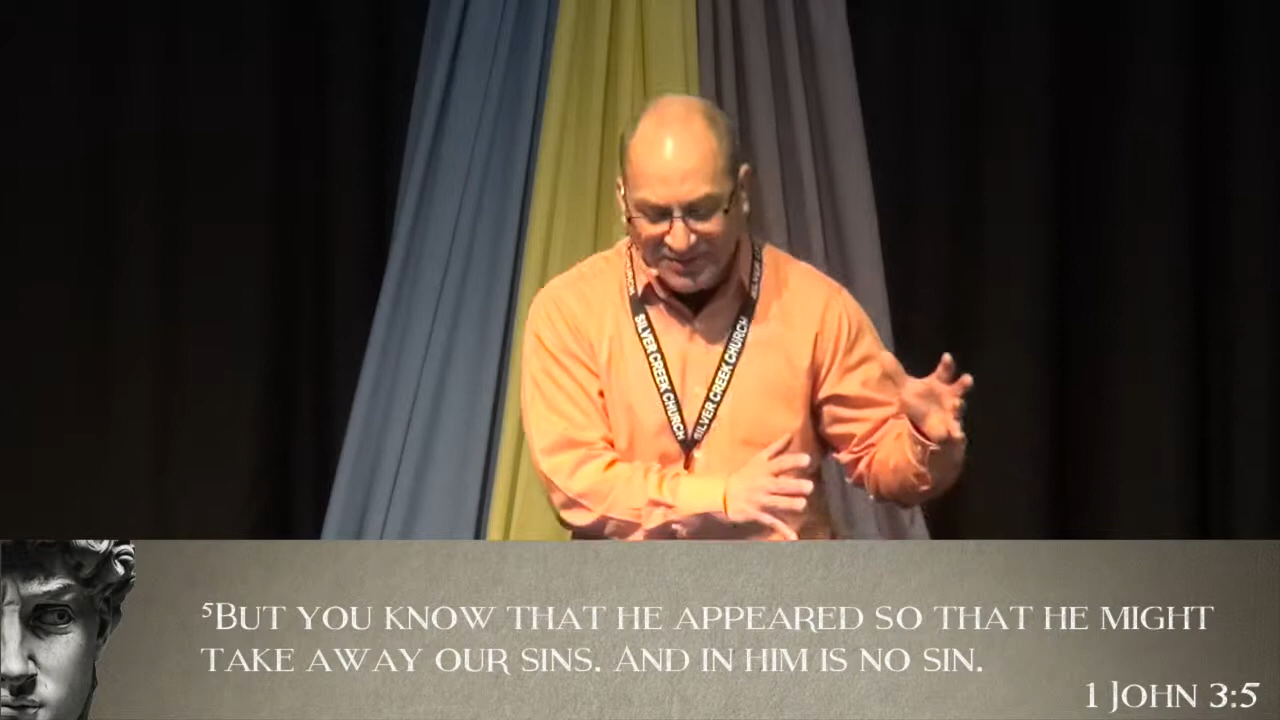 CHURCH
SILVER CREEK CHURCH
SILVER CREEK CHURCH
⁵But you know that he appeared so that he might
take away our sins. And in him is no sin.
1 John 3:5